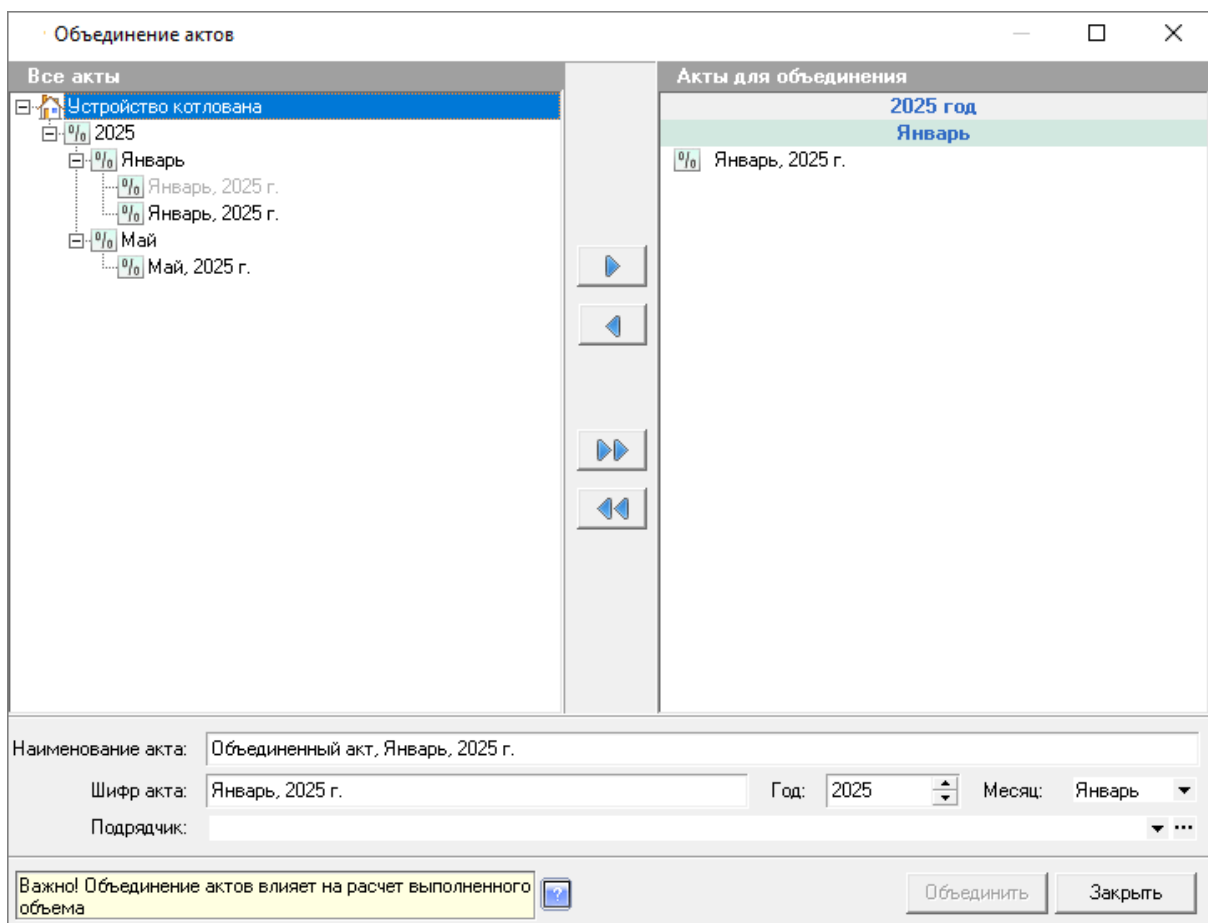 Объединение актов
Все акты
Устройство котлована
2025
Январь
Январь, 2025 г.
Январь, 2025 г.
Май
Май, 2025 г.
Акты для объединения
2025 год
Январь
Январь, 2025 г.
Наименование акта: Объединенный акт, Январь, 2025 г.
Шифр акта: Январь, 2025 г. Год: 2025 Месяц: Январь
Подрядчик:
Важно! Объединение актов влияет на расчет выполненного
объема
Объединить Закрыть